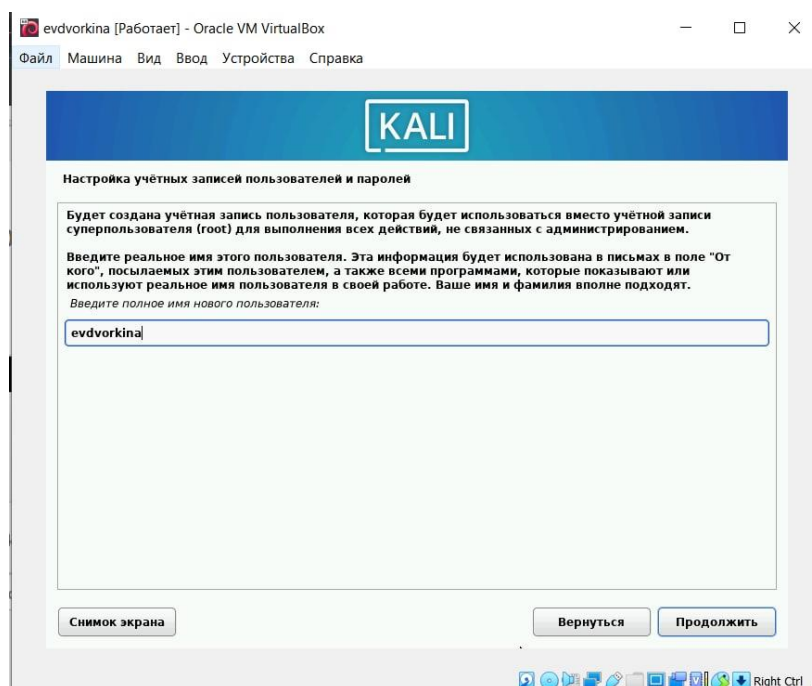 evdvorkina [Работает] - Oracle VM VirtualBox
Файл Машина Вид Ввод Устройства Справка
KALI
Настройка учётных записей пользователей и паролей
Будет создана учётная запись пользователя, которая будет использоваться вместо учётной записи
суперпользователя (root) для выполнения всех действий, не связанных с администрированием.
Введите реальное имя этого пользователя. Эта информация будет использована в письмах в поле "От
кого", посылаемых этим пользователем, а также всеми программами, которые показывают или
используют реальное имя пользователя в своей работе. Ваше имя и фамилия вполне подходят.
Введите полное имя нового пользователя:
evdvorkina
Снимок экрана Вернуться Продолжить
Right Ctrl